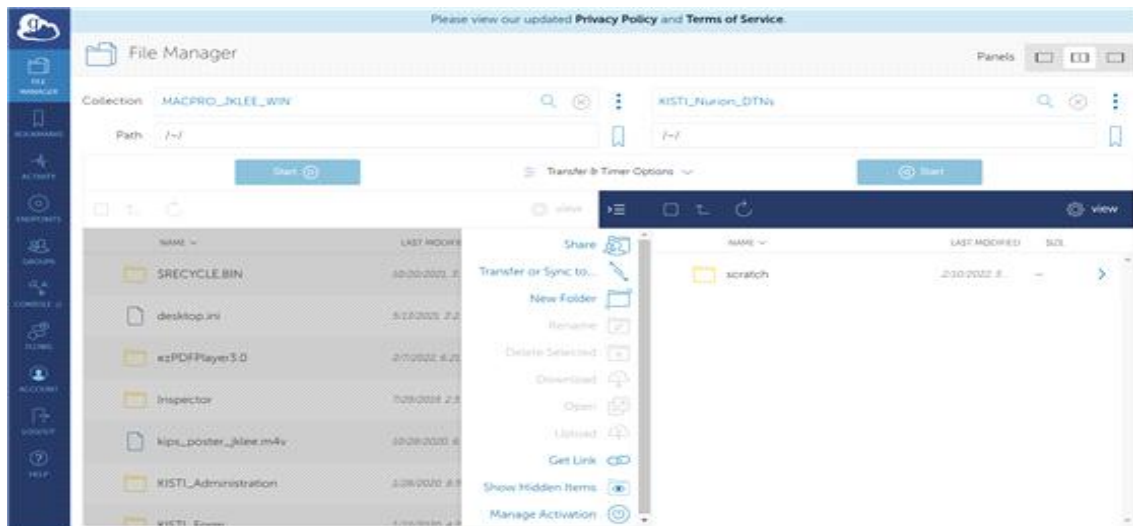 Please view our updated Privacy Policy and Terms of Service.
File Manager
Panels
FILE MANAGER
BOOKMARKS
ACTIVITY
ENDPOINTS
GROUPS
CONSOLE
FLOWS
ACCOUNT
LOGOUT
HELP
Collection MACPRO_JKLEE_WIN
KISTI_Nurion_DTNs
Path /~/
/~/
Start
Transfer & Timer Options
Start
view
view
NAME LAST MODIFIED
NAME LAST MODIFIED SIZE
SRECYCLE.BIN
desktop.ini
ezPDFPlayer3.0
Inspector
kips_poster_jklee.m4v
KISTI_Administration
Share
Transfer or Sync to...
New Folder
Rename
Delete Selected
Download
Open
Upload
Get Link
Show Hidden Items
Manage Activation
scratch